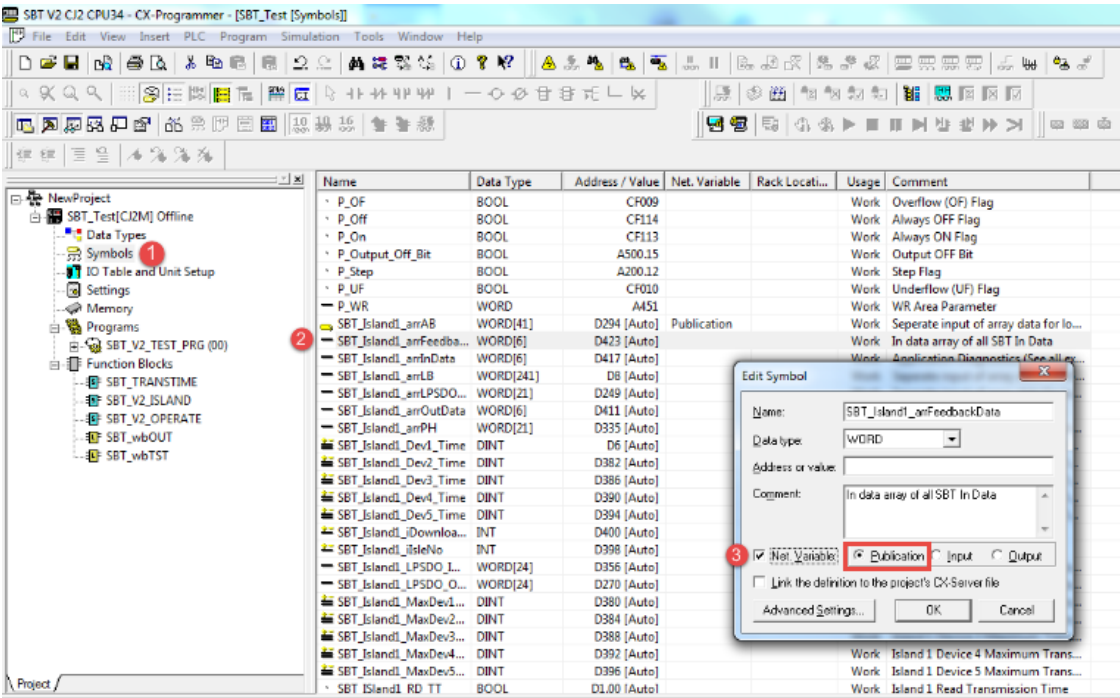 SBT V2 CJ2 CPU34 - CX-Programmer - [SBT_Test [Symbols]]
File Edit View Insert PLC Program Simulation Tools Window Help
Name Data Type Address / Value Net. Variable Rack Locati... Usage Comment
NewProject
SBT_Test[CJ2M] Offline
Data Types
Symbols 1
IO Table and Unit Setup
Settings
Memory
Programs
SBT_V2_TEST_PRG (00)
Function Blocks
SBT_TRANSTIME
SBT_V2_ISLAND
SBT_V2_OPERATE
SBT_wbOUT
SBT_wbTST
Project
P_OF BOOL CF009 Work Overflow (OF) Flag
P_Off BOOL CF114 Work Always OFF Flag
P_On BOOL CF113 Work Always ON Flag
P_Output_Off_Bit BOOL A500.15 Work Output OFF Bit
P_Step BOOL A200.12 Work Step Flag
P_UF BOOL CF010 Work Underflow (UF) Flag
P_WR WORD A451 Work WR Area Parameter
SBT_Island1_arrAB WORD[41] D294 [Auto] Publication Work Seperate input of array data for lo...
2 SBT_Island1_arrFeedba... WORD[6] D423 [Auto] Work In data array of all SBT In Data
SBT_Island1_arrInData WORD[6] D417 [Auto] Work Application Diagnostics (See all ex...
SBT_Island1_arrLB WORD[241] D8 [Auto]
SBT_Island1_arrLPSDO... WORD[21] D249 [Auto]
SBT_Island1_arrOutData WORD[6] D411 [Auto]
SBT_Island1_arrPH WORD[21] D335 [Auto]
SBT_Island1_Dev1_Time DINT D6 [Auto]
SBT_Island1_Dev2_Time DINT D382 [Auto]
SBT_Island1_Dev3_Time DINT D386 [Auto]
SBT_Island1_Dev4_Time DINT D390 [Auto]
SBT_Island1_Dev5_Time DINT D394 [Auto]
SBT_Island1_iDownloa... INT D400 [Auto]
SBT_Island1_iIsleNo INT D398 [Auto]
SBT_Island1_LPSDO_I... WORD[24] D356 [Auto]
SBT_Island1_LPSDO_O... WORD[24] D270 [Auto]
SBT_Island1_MaxDev1... DINT D380 [Auto]
SBT_Island1_MaxDev2... DINT D384 [Auto]
SBT_Island1_MaxDev3... DINT D388 [Auto]
SBT_Island1_MaxDev4... DINT D392 [Auto] Work Island 1 Device 4 Maximum Trans...
SBT_Island1_MaxDev5... DINT D396 [Auto] Work Island 1 Device 5 Maximum Trans...
SBT_ISland1_RD_TT BOOL D1.00 [Auto] Work Island 1 Read Transmission Time
Edit Symbol
Name: SBT_Island1_arrFeedbackData
Data type: WORD
Address or value:
Comment: In data array of all SBT In Data
3 Net. Variable: Publication Input Output
Link the definition to the project's CX-Server file
Advanced Settings... OK Cancel